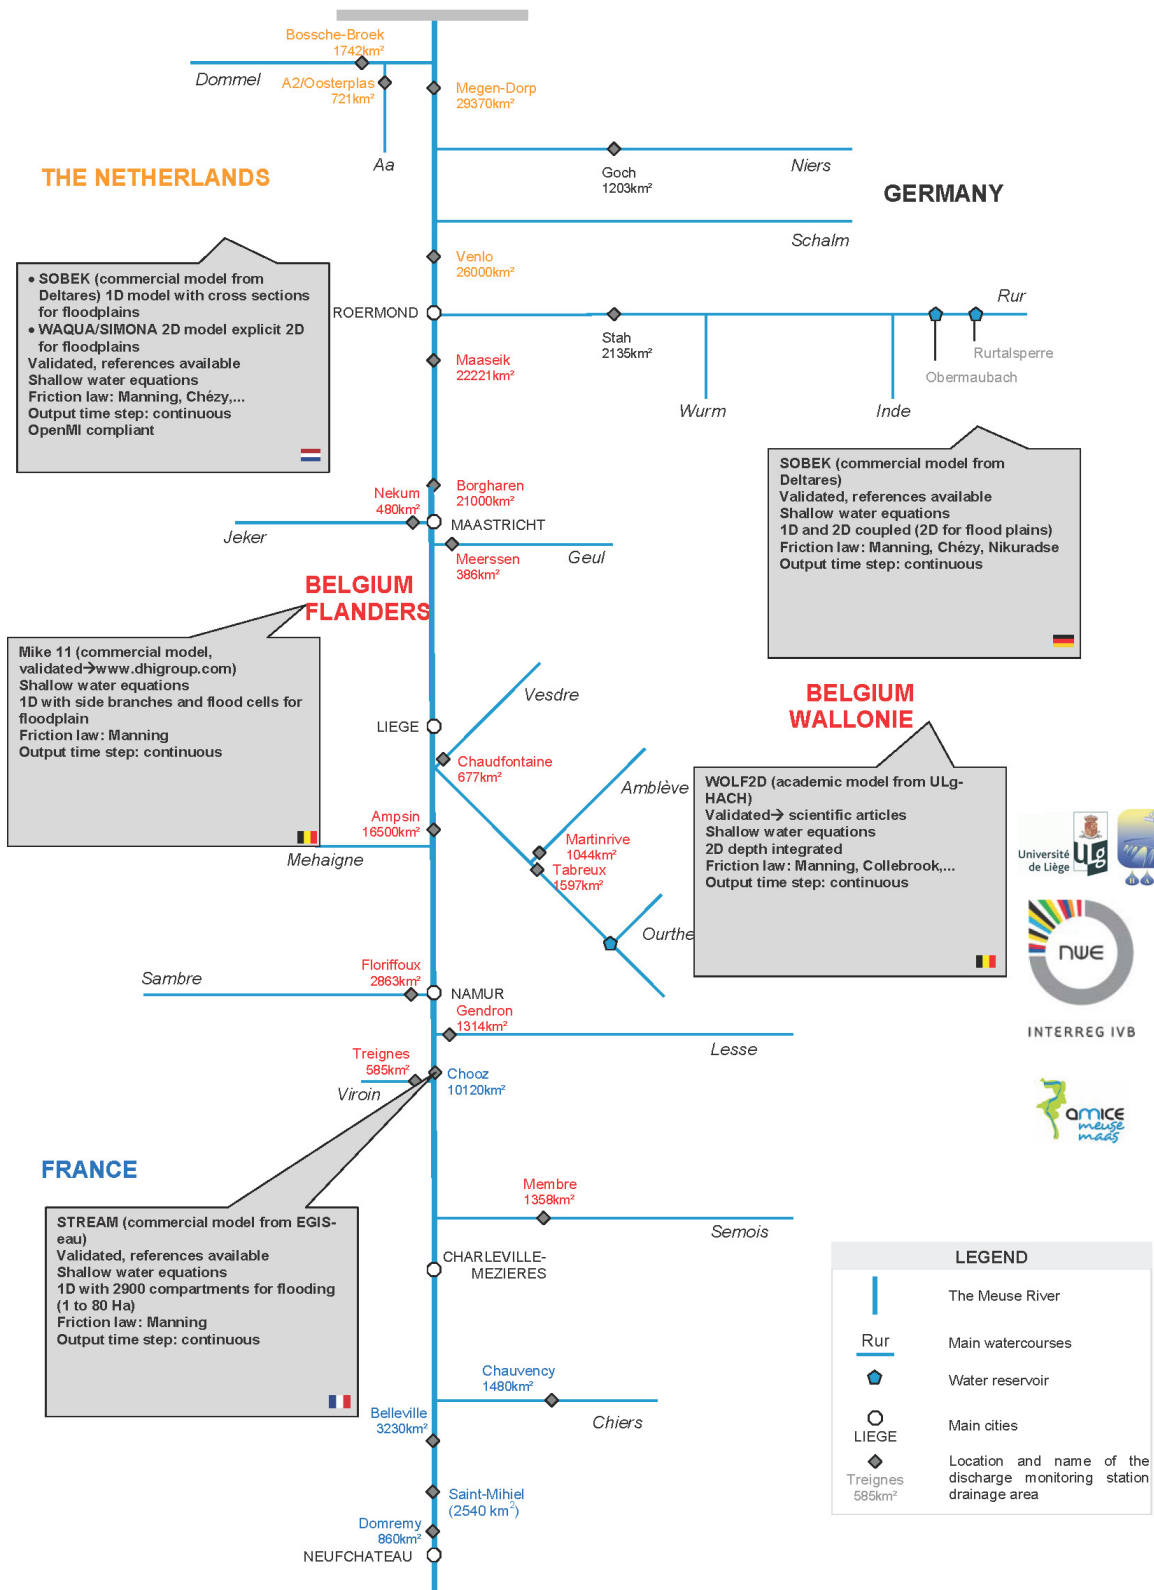 Bossche-Broek
1742km²
Dommel
A2/Oosterplas
721km²
Megen-Dorp
29370km²
Aa
THE NETHERLANDS
Goch
1203km²
Niers
GERMANY
Schalm
Venlo
26000km²
• SOBEK (commercial model from
Deltares) 1D model with cross sections
for floodplains
• WAQUA/SIMONA 2D model explicit 2D
for floodplains
Validated, references available
Shallow water equations
Friction law: Manning, Chézy,...
Output time step: continuous
OpenMI compliant
ROERMOND
Rur
Stah
2135km²
Rurtalsperre
Obermaubach
Maaseik
22221km²
Wurm
Inde
SOBEK (commercial model from
Deltares)
Validated, references available
Shallow water equations
1D and 2D coupled (2D for flood plains)
Friction law: Manning, Chézy, Nikuradse
Output time step: continuous
Borgharen
21000km²
Nekum
480km²
MAASTRICHT
Jeker
Meerssen
386km²
Geul
BELGIUM
FLANDERS
Mike 11 (commercial model,
validated→www.dhigroup.com)
Shallow water equations
1D with side branches and flood cells for
floodplain
Friction law: Manning
Output time step: continuous
Vesdre
BELGIUM
WALLONIE
LIEGE
Chaudfontaine
677km²
Amblève
WOLF2D (academic model from ULg-
HACH)
Validated→ scientific articles
Shallow water equations
2D depth integrated
Friction law: Manning, Collebrook,...
Output time step: continuous
Ampsin
16500km²
Mehaigne
Martinrive
1044km²
Tabreux
1597km²
Université
de Liège
ULg
HA
Ourthe
NWE
INTERREG IVB
Floriffoux
2863km²
Sambre
NAMUR
Gendron
1314km²
Lesse
Treignes
585km²
Viroin
Chooz
10120km²
amice
meuse
maas
FRANCE
Membre
1358km²
Semois
STREAM (commercial model from EGIS-
eau)
Validated, references available
Shallow water equations
1D with 2900 compartments for flooding
(1 to 80 Ha)
Friction law: Manning
Output time step: continuous
CHARLEVILLE-
MEZIERES
Chauvency
1480km²
Chiers
Belleville
3230km²
Saint-Mihiel
(2540 km²)
Domremy
860km²
NEUFCHATEAU
LEGEND
The Meuse River
Rur
Main watercourses
Water reservoir
Main cities
LIEGE
Location and name of the
discharge monitoring station
drainage area
Treignes
585km²